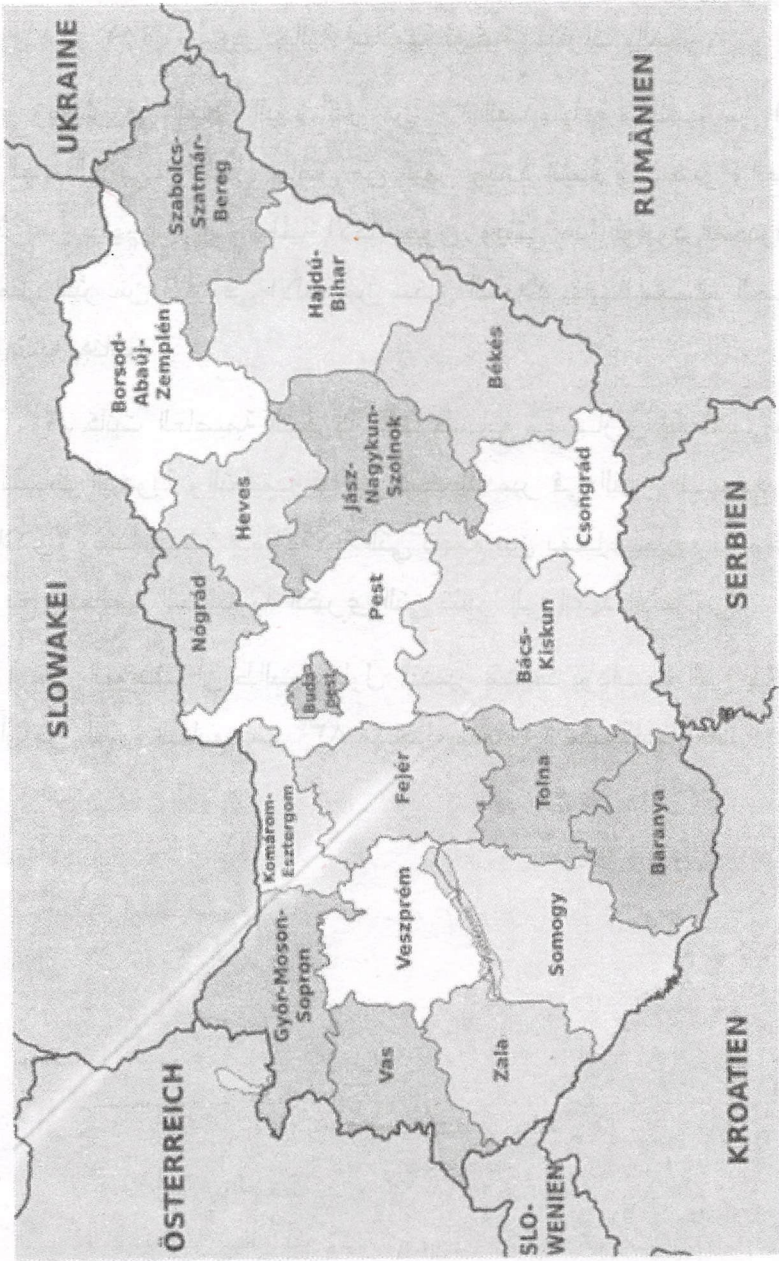 SLOWAKEI
UKRAINE
ÖSTERREICH
RUMÄNIEN
SLO-
WENIEN
KROATIEN
SERBIEN
Borsod-
Abaúj-
Zemplén
Szabolcs-
Szatmár-
Bereg
Nógrád
Heves
Hajdú-
Bihar
Győr-Moson-
Sopron
Komárom-
Esztergom
Buda-
pest
Pest
Jász-
Nagykun-
Szolnok
Vas
Veszprém
Fejér
Békés
Zala
Somogy
Tolna
Bács-
Kiskun
Csongrád
Baranya